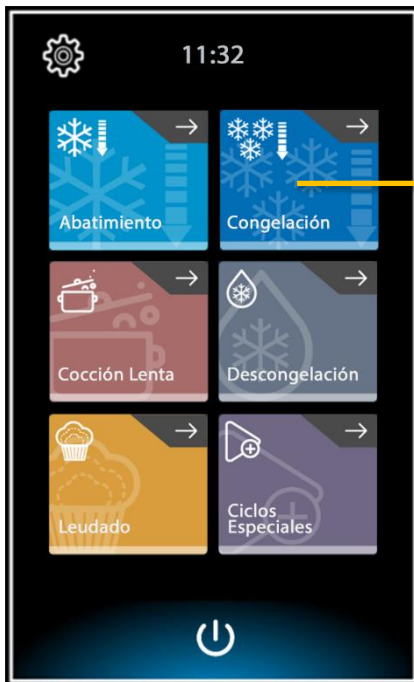 11:32
Abatimiento
Congelación
Cocción Lenta
Descongelación
Leudado
Ciclos
Especiales